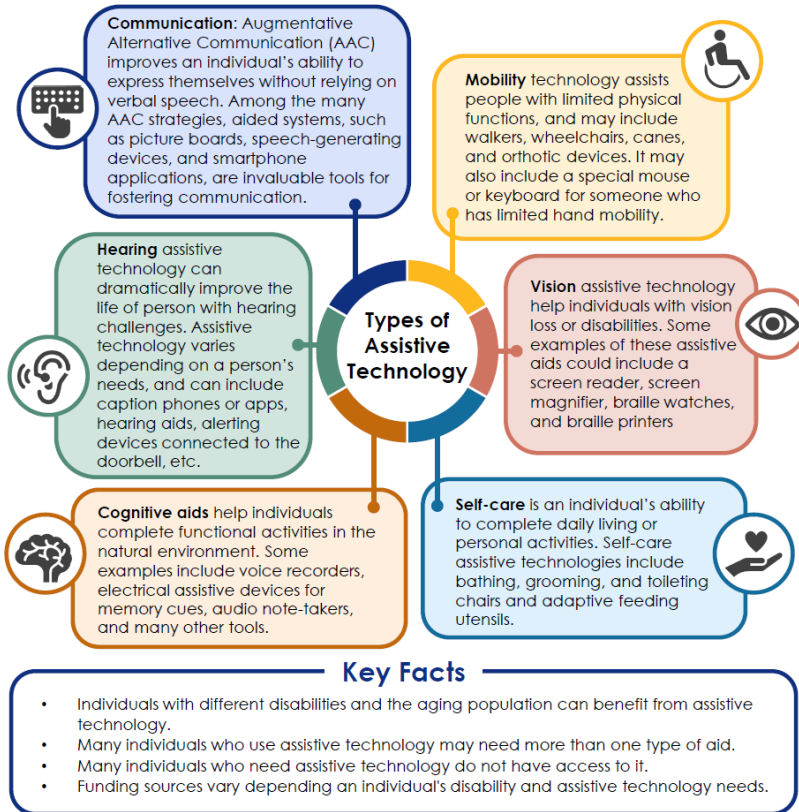 Communication: Augmentative
Alternative Communication (AAC)
improves an individual's ability to
express themselves without relying on
verbal speech. Among the many
AAC strategies, aided systems, such
as picture boards, speech-generating
devices, and smartphone
applications, are invaluable tools for
fostering communication.
Mobility technology assists
people with limited physical
functions, and may include
walkers, wheelchairs, canes,
and orthotic devices. It may
also include a special mouse
or keyboard for someone who
has limited hand mobility.
Hearing assistive
technology can
dramatically improve the
life of person with hearing
challenges. Assistive
technology varies
depending on a person's
needs, and can include
caption phones or apps,
hearing aids, alerting
devices connected to the
doorbell, etc.
Types of
Assistive
Technology
Vision assistive technology
help individuals with vision
loss or disabilities. Some
examples of these assistive
aids could include a
screen reader, screen
magnifier, braille watches,
and braille printers
Cognitive aids help individuals
complete functional activities in the
natural environment. Some
examples include voice recorders,
electrical assistive devices for
memory cues, audio note-takers,
and many other tools.
Self-care is an individual's ability
to complete daily living or
personal activities. Self-care
assistive technologies include
bathing, grooming, and toileting
chairs and adaptive feeding
utensils.
Key Facts
• Individuals with different disabilities and the aging population can benefit from assistive
technology.
• Many individuals who use assistive technology may need more than one type of aid.
• Many individuals who need assistive technology do not have access to it.
• Funding sources vary depending an individual's disability and assistive technology needs.